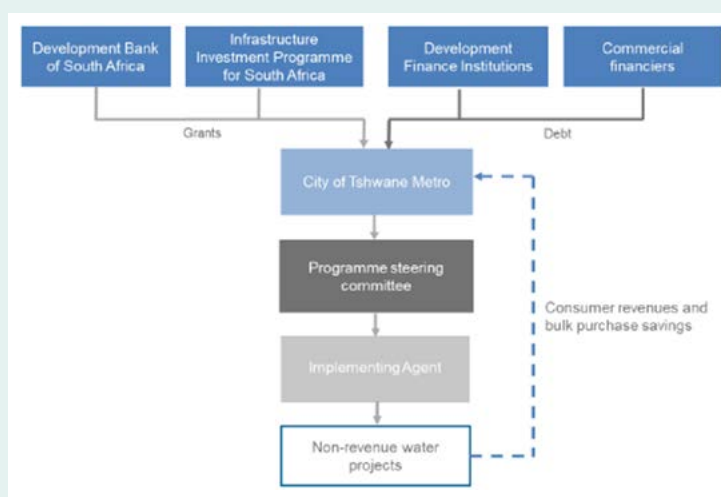 Development Bank
of South Africa
Infrastructure
Investment Programme
for South Africa
Development
Finance Institutions
Commercial
financiers
Grants
Debt
City of Tshwane Metro
Programme steering
committee
Consumer revenues and
bulk purchase savings
Implementing Agent
Non-revenue water
projects